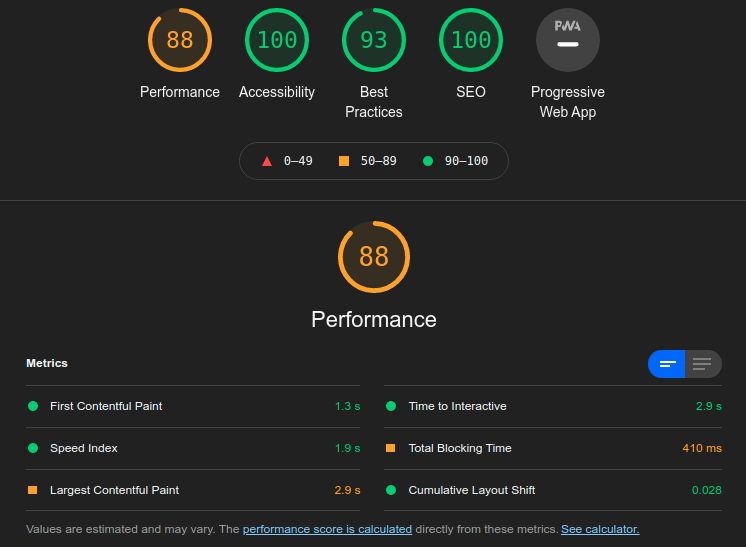 88 100 93 100 PWA
Performance Accessibility Best Practices SEO Progressive Web App
0–49 50–89 90–100
88
Performance
Metrics
First Contentful Paint 1.3 s
Time to Interactive 2.9 s
Speed Index 1.9 s
Total Blocking Time 410 ms
Largest Contentful Paint 2.9 s
Cumulative Layout Shift 0.028
Values are estimated and may vary. The performance score is calculated directly from these metrics. See calculator.